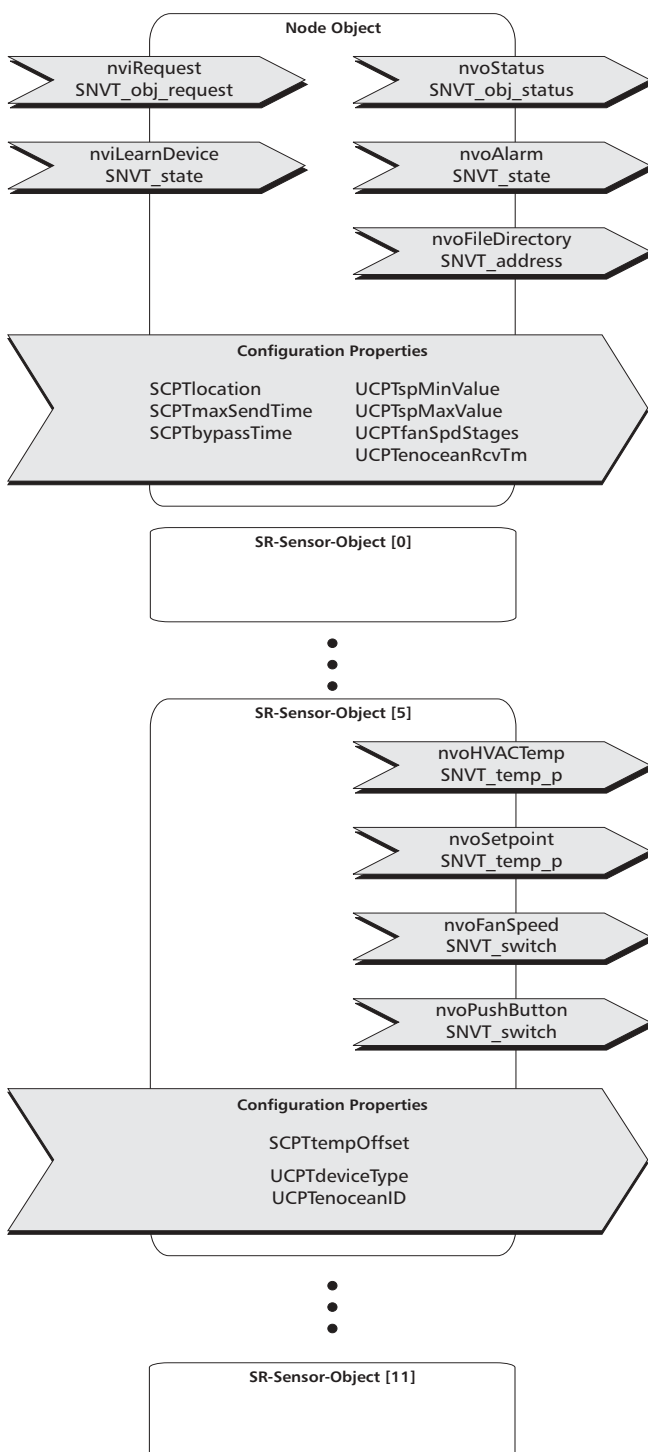 Node Object
nviRequest
SNVT_obj_request
nvoStatus
SNVT_obj_status
nviLearnDevice
SNVT_state
nvoAlarm
SNVT_state
nvoFileDirectory
SNVT_address
Configuration Properties
SCPTlocation
SCPTmaxSendTime
SCPTbypassTime
UCPTspMinValue
UCPTspMaxValue
UCPTfanSpdStages
UCPTenoceanRcvTm
SR-Sensor-Object [0]
SR-Sensor-Object [5]
nvoHVACTemp
SNVT_temp_p
nvoSetpoint
SNVT_temp_p
nvoFanSpeed
SNVT_switch
nvoPushButton
SNVT_switch
Configuration Properties
SCPTtempOffset
UCPTdeviceType
UCPTenoceanID
SR-Sensor-Object [11]